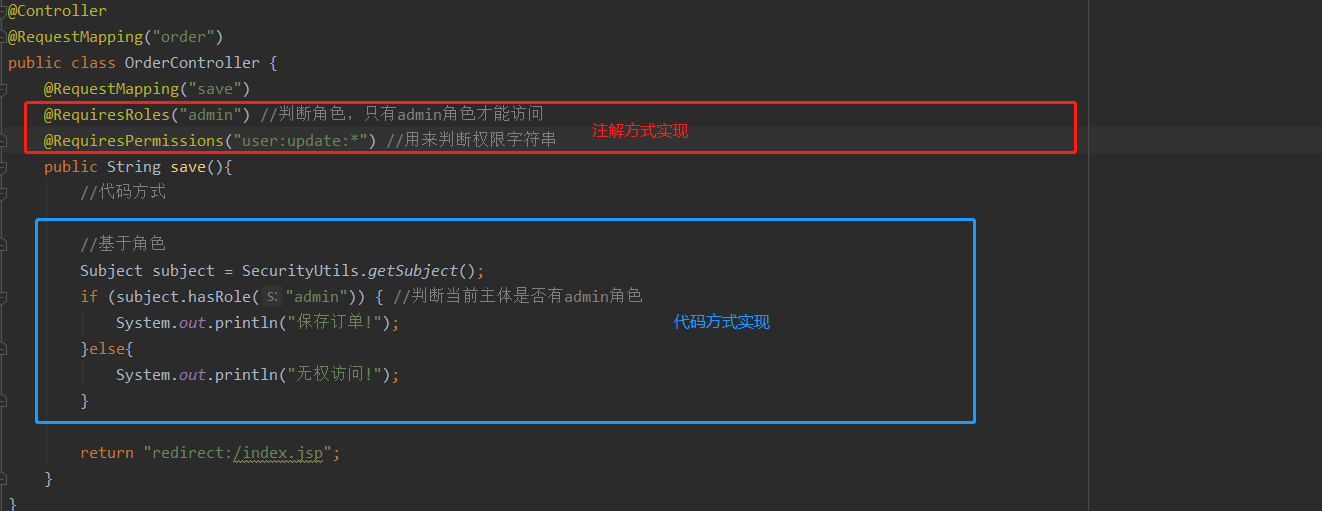 @Controller
@RequestMapping("order")
public class OrderController {
@RequestMapping("save")
@RequiresRoles("admin") //判断角色，只有admin角色才能访问
注解方式实现
@RequiresPermissions("user:update:*") //用来判断权限字符串
public String save(){
//代码方式
//基于角色
Subject subject = SecurityUtils.getSubject();
if (subject.hasRole( s: "admin")) { //判断当前主体是否有admin角色
System.out.println("保存订单!"); 代码方式实现
}else{
System.out.println("无权访问!");
}
return "redirect:/index.jsp";
}
}